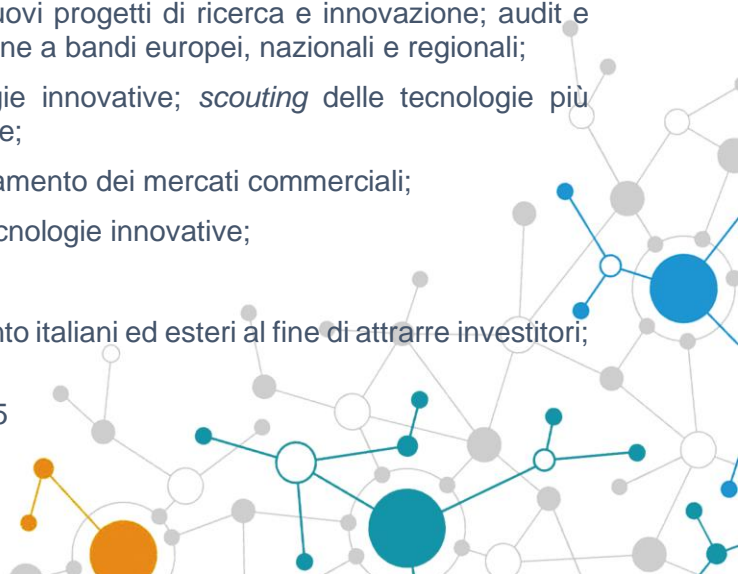 uovi progetti di ricerca e innovazione; audit e
ne a bandi europei, nazionali e regionali;
gie innovative; scouting delle tecnologie più
e;
amento dei mercati commerciali;
cnologie innovative;
nto italiani ed esteri al fine di attrarre investitori;
5